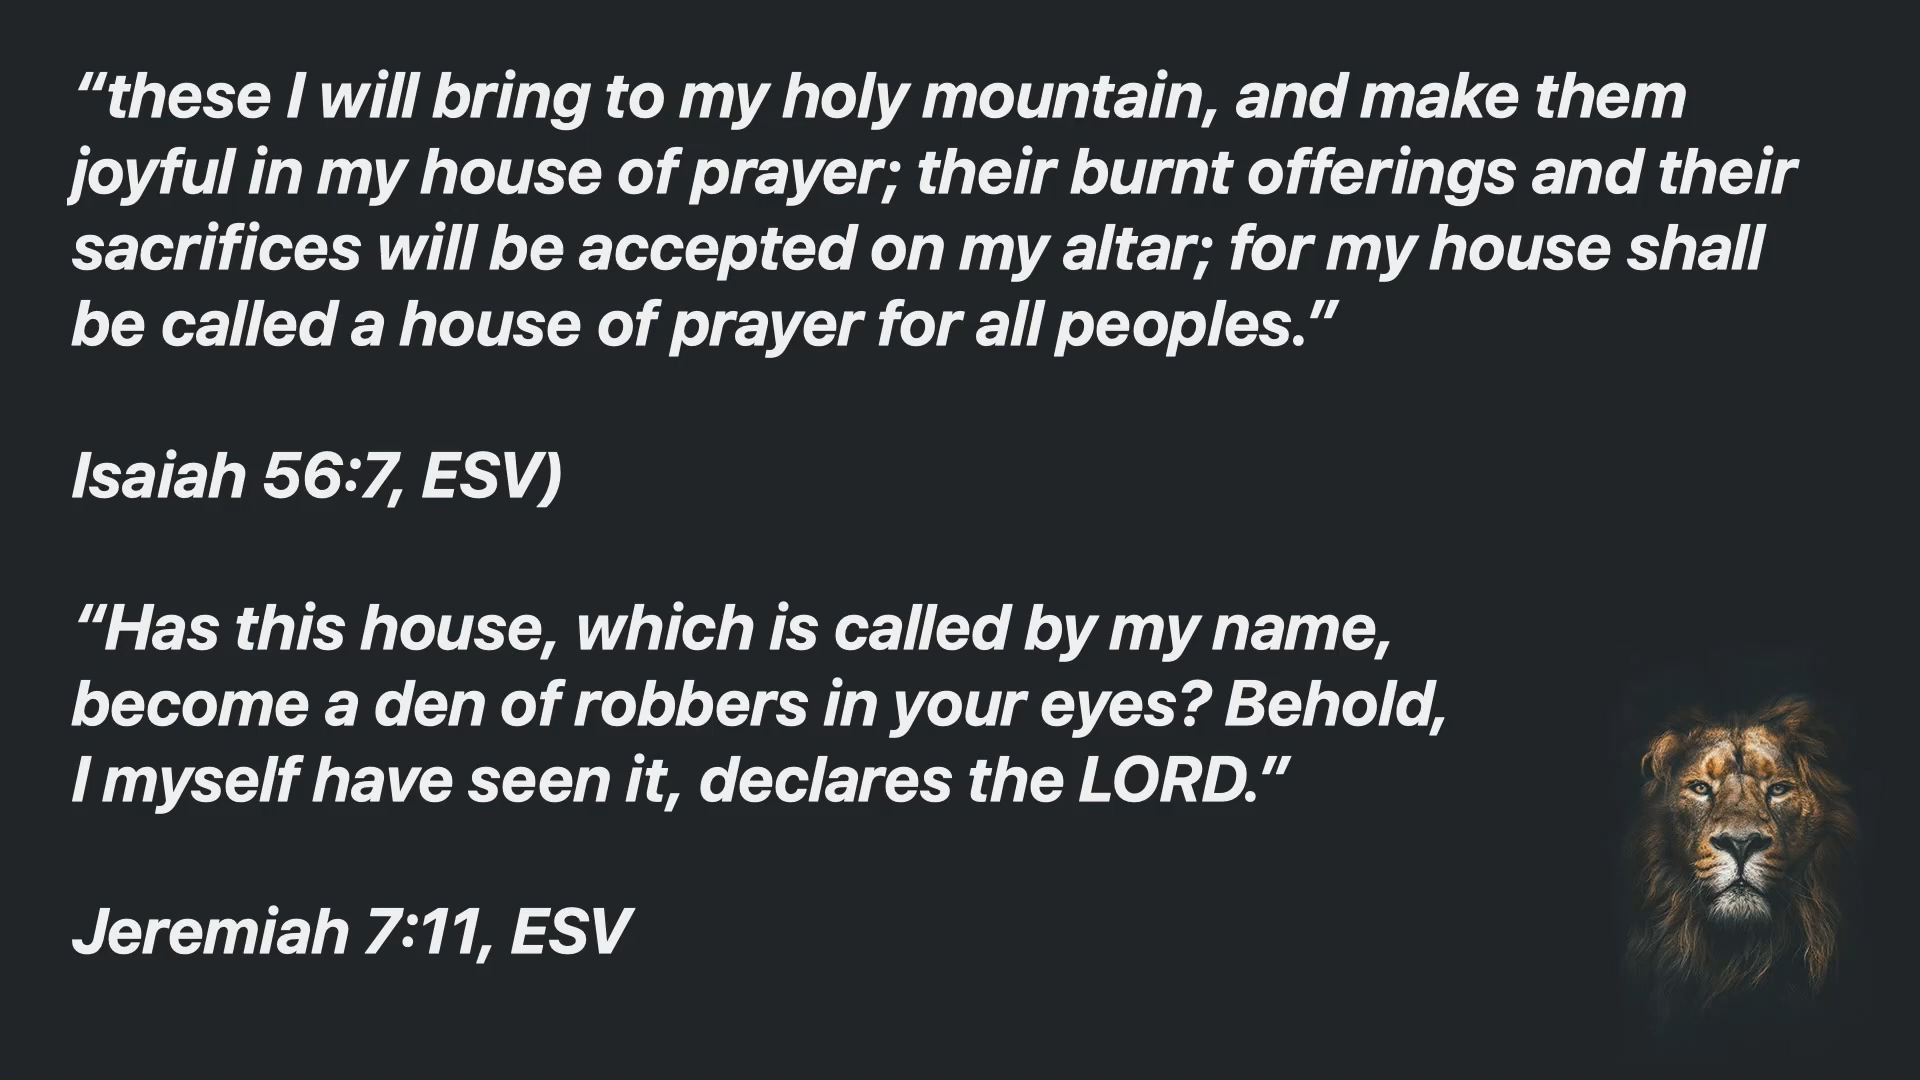 “these I will bring to my holy mountain, and make them
joyful in my house of prayer; their burnt offerings and their
sacrifices will be accepted on my altar; for my house shall
be called a house of prayer for all peoples.”
Isaiah 56:7, ESV)
“Has this house, which is called by my name,
become a den of robbers in your eyes? Behold,
I myself have seen it, declares the LORD.”
Jeremiah 7:11, ESV